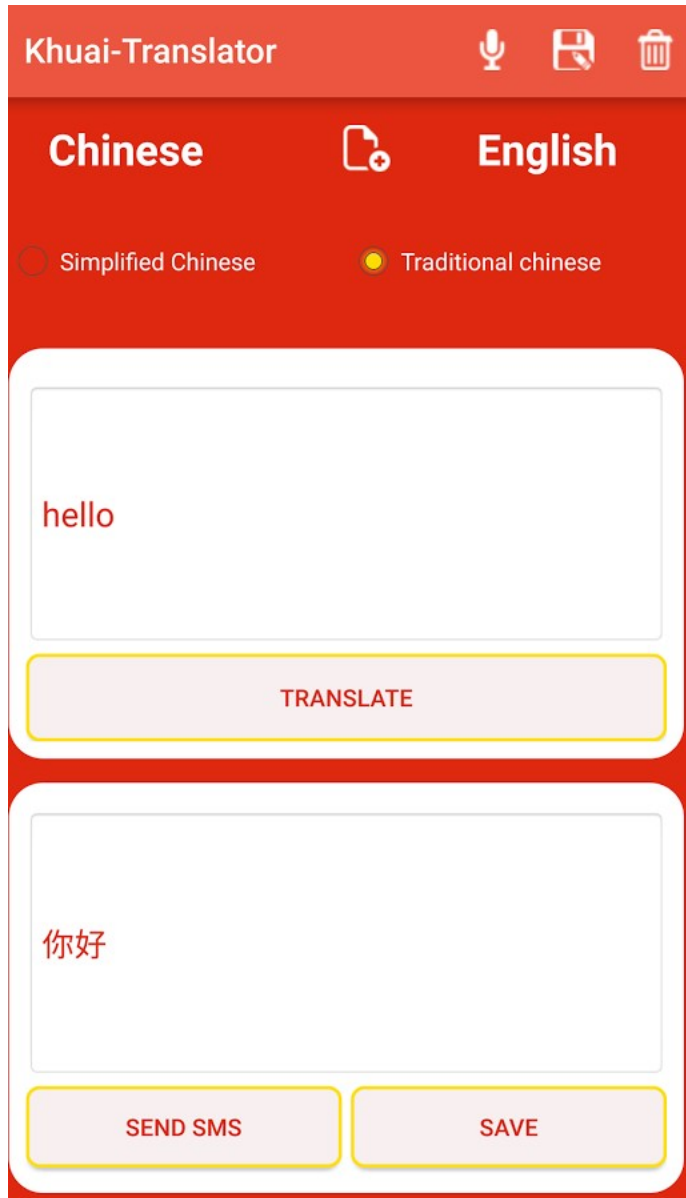 Khuai-Translator
Chinese English
Simplified Chinese Traditional chinese
hello
TRANSLATE
你好
SEND SMS SAVE